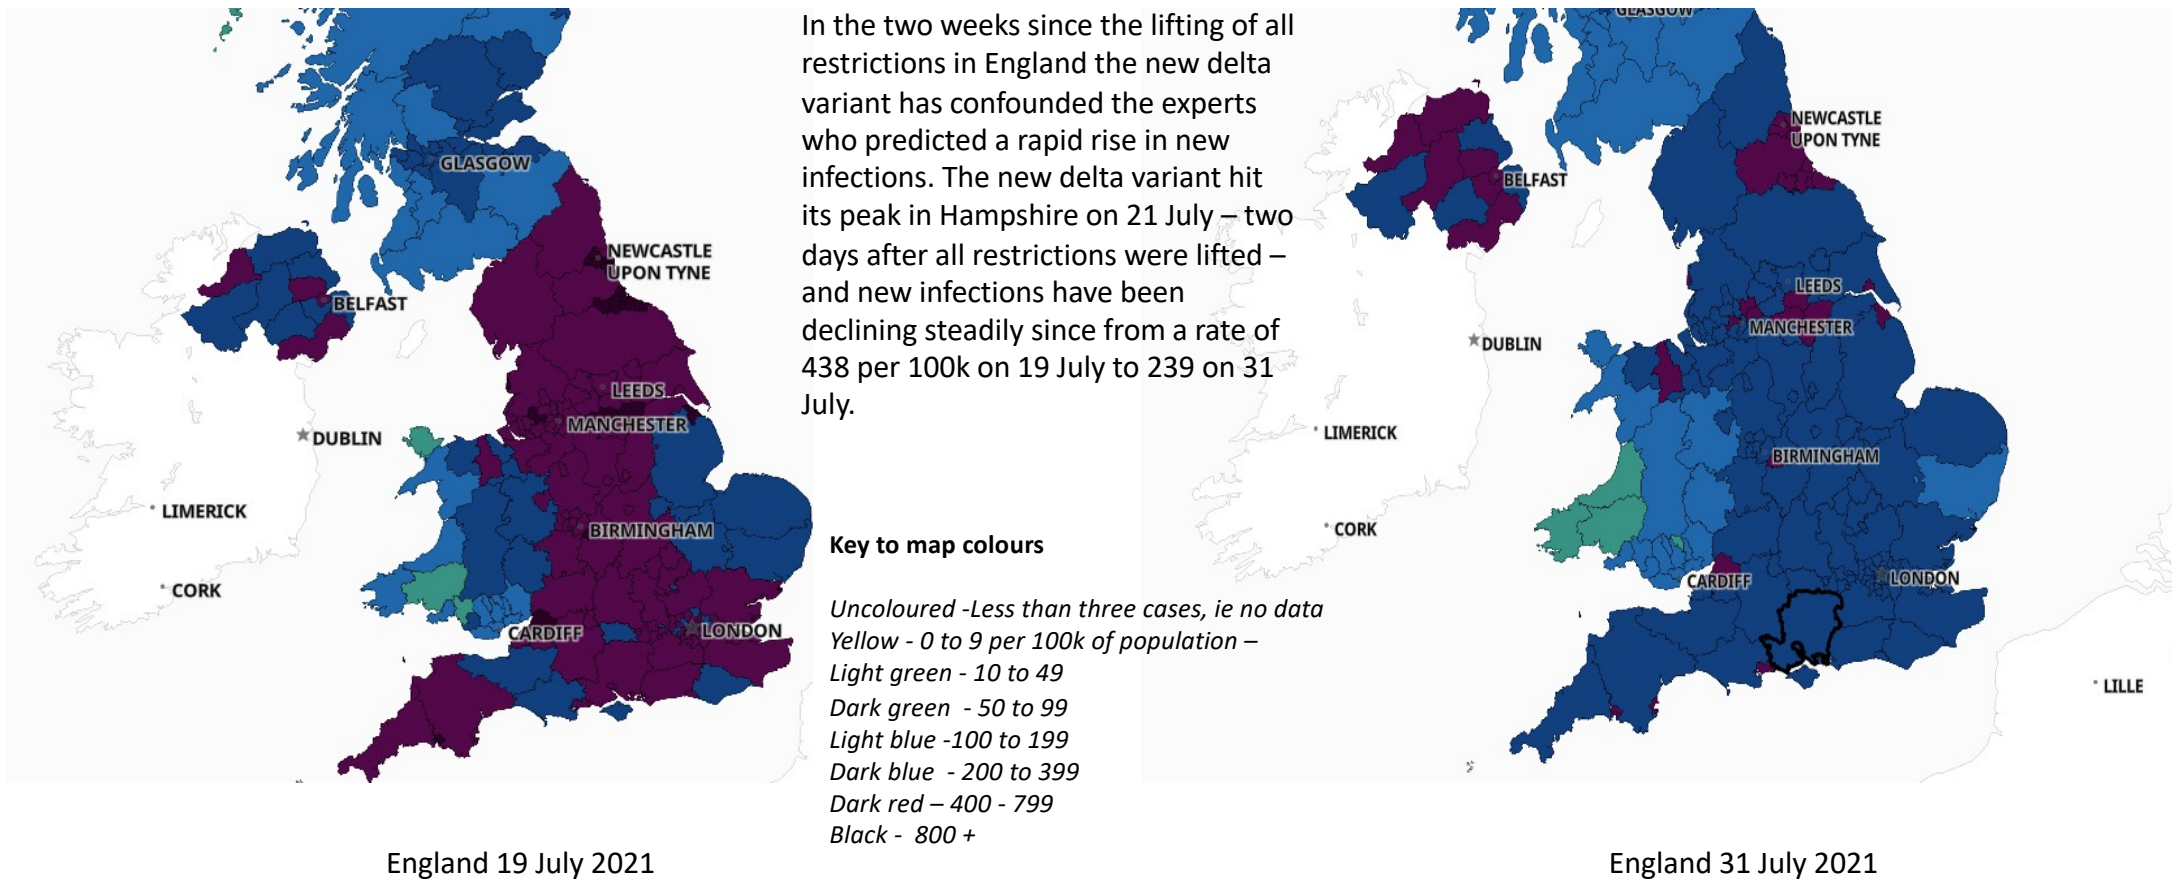 GLASGOW
NEWCASTLE
UPON TYNE
BELFAST
LEEDS
MANCHESTER
DUBLIN
LIMERICK
BIRMINGHAM
CORK
CARDIFF
LONDON
England 19 July 2021
In the two weeks since the lifting of all
restrictions in England the new delta
variant has confounded the experts
who predicted a rapid rise in new
infections. The new delta variant hit
its peak in Hampshire on 21 July – two
days after all restrictions were lifted –
and new infections have been
declining steadily since from a rate of
438 per 100k on 19 July to 239 on 31
July.
Key to map colours
Uncoloured -Less than three cases, ie no data
Yellow - 0 to 9 per 100k of population –
Light green - 10 to 49
Dark green  - 50 to 99
Light blue -100 to 199
Dark blue  - 200 to 399
Dark red – 400 - 799
Black -  800 +
GLASGOW
NEWCASTLE
UPON TYNE
BELFAST
LEEDS
MANCHESTER
DUBLIN
LIMERICK
BIRMINGHAM
CORK
CARDIFF
LONDON
LILLE
England 31 July 2021